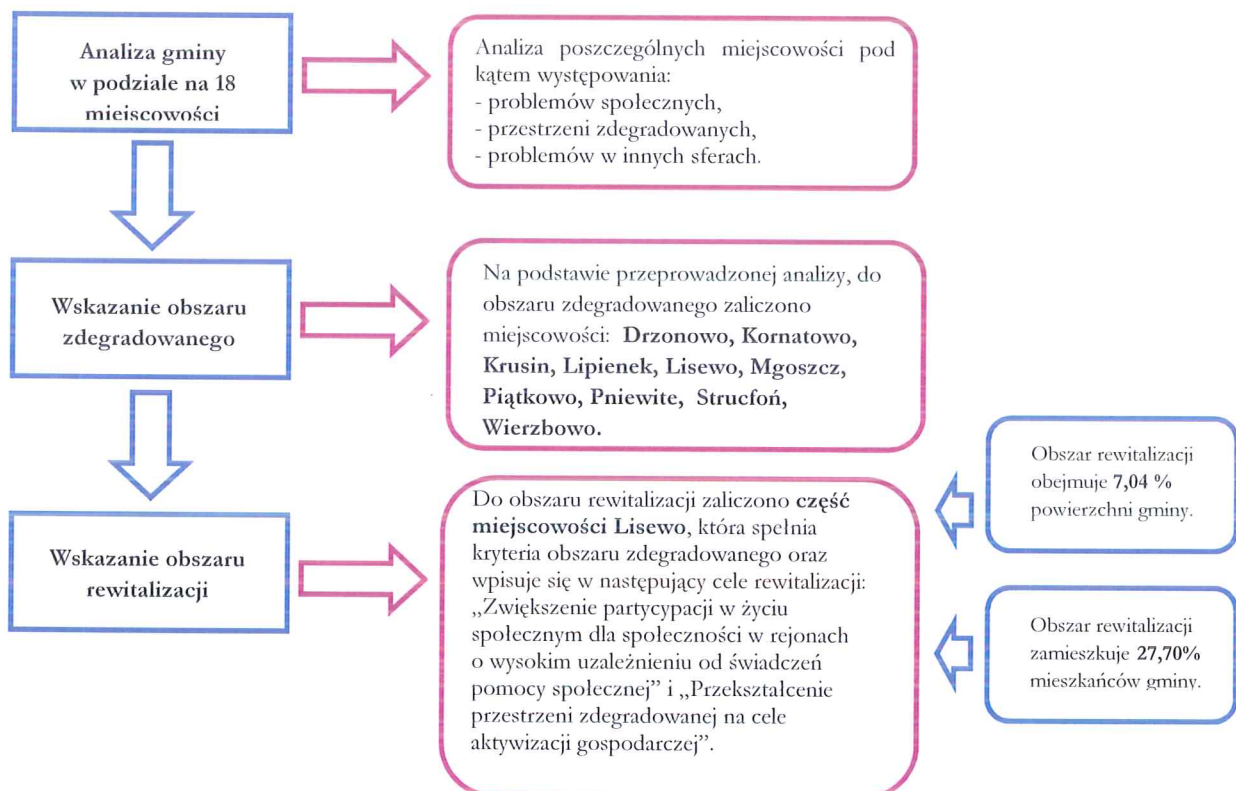 Analiza gminy
w podziale na 18
miejscowości
Analiza poszczególnych miejscowości pod
kątem występowania:
- problemów społecznych,
- przestrzeni zdegradowanych,
- problemów w innych sferach.
Wskazanie obszaru
zdegradowanego
Na podstawie przeprowadzonej analizy, do
obszaru zdegradowanego zaliczono
miejscowości: Drzonowo, Kornatowo,
Krusin, Lipienek, Lisewo, Mgoszcz,
Piątkowo, Pniewite, Strucfoń,
Wierzbowo.
Wskazanie obszaru
rewitalizacji
Do obszaru rewitalizacji zaliczono część
miejscowości Lisewo, która spełnia
kryteria obszaru zdegradowanego oraz
wpisuje się w następujący cele rewitalizacji:
„Zwiększenie partycypacji w życiu
społecznym dla społeczności w rejonach
o wysokim uzależnieniu od świadczeń
pomocy społecznej” i „Przekształcenie
przestrzeni zdegradowanej na cele
aktywizacji gospodarczej”.
Obszar rewitalizacji
obejmuje 7,04 %
powierzchni gminy.
Obszar rewitalizacji
zamieszkuje 27,70%
mieszkańców gminy.